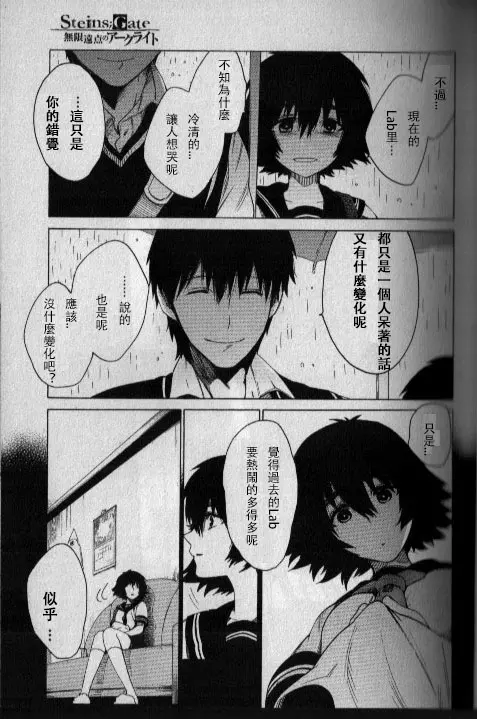 Steins;Gate
無限遠点のアークライト
不過…
現在的
Lab里…
不知為什麼
冷清的…
讓人想哭呢
…這只是
你的錯覺
都只是一個人呆著的話
又有什麼變化呢
……說的
也是呢
應該…
沒什麼變化吧?
只是…
覺得過去的Lab
要熱鬧的多得多呢
似乎…